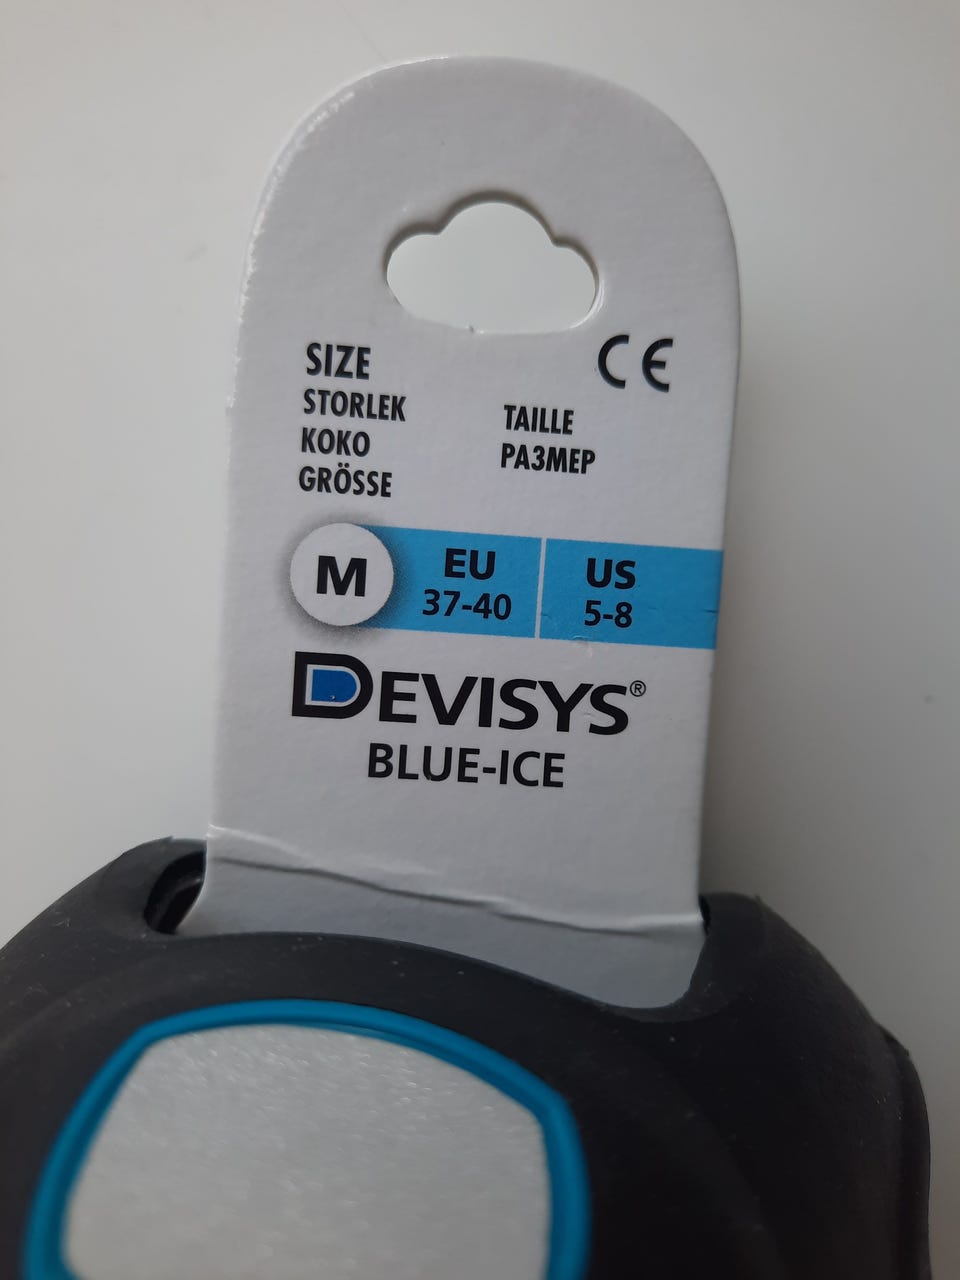 SIZE
STORLEK
KOKO
GRÖSSE
CE
TAILLE
РАЗМЕР
M
EU
37-40
US
5-8
DEVISYS®
BLUE-ICE